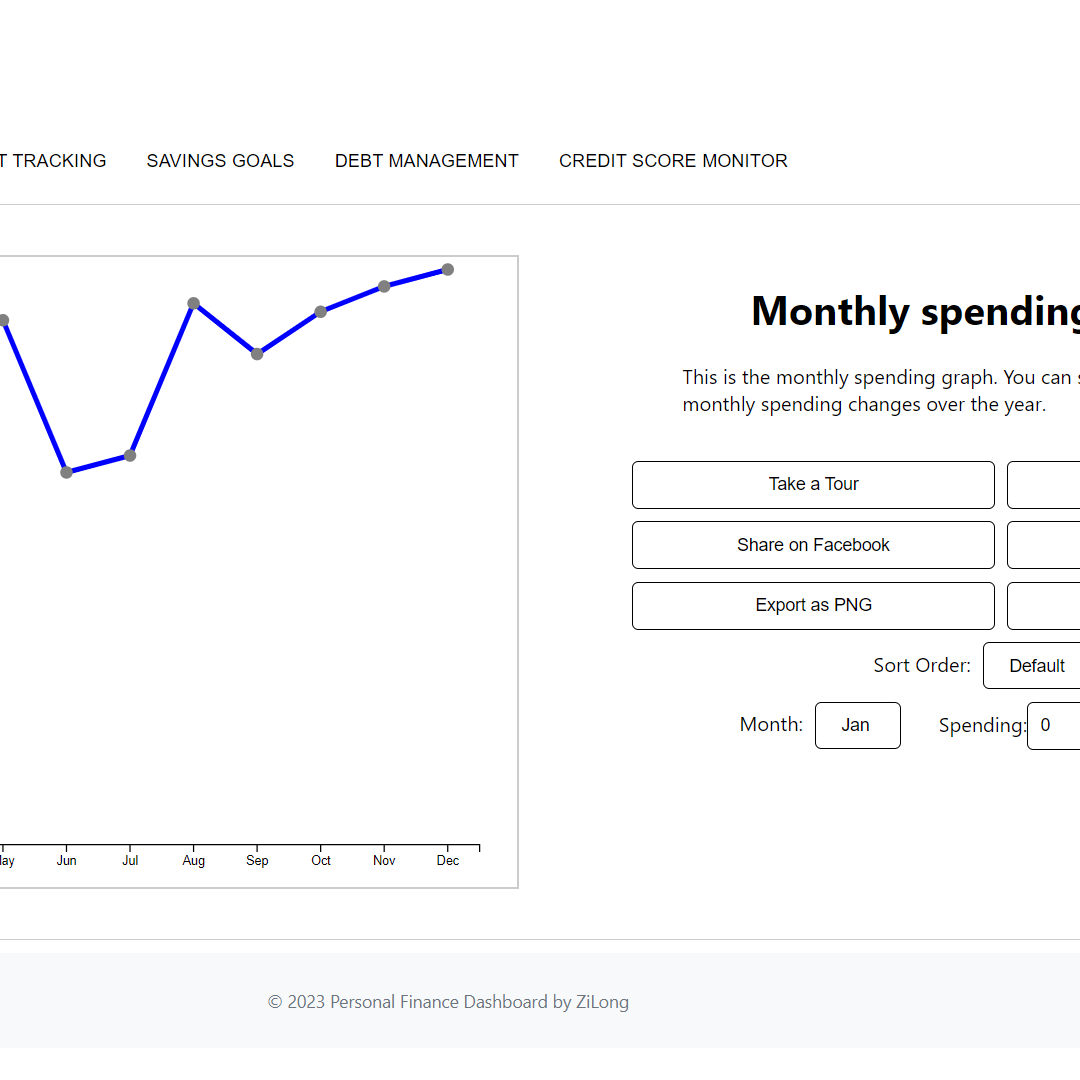 T TRACKING SAVINGS GOALS DEBT MANAGEMENT CREDIT SCORE MONITOR
Monthly spending
This is the monthly spending graph. You can s
monthly spending changes over the year.
Take a Tour
Share on Facebook
Export as PNG
Sort Order: Default
Month: Jan Spending: 0
ay Jun Jul Aug Sep Oct Nov Dec
© 2023 Personal Finance Dashboard by ZiLong